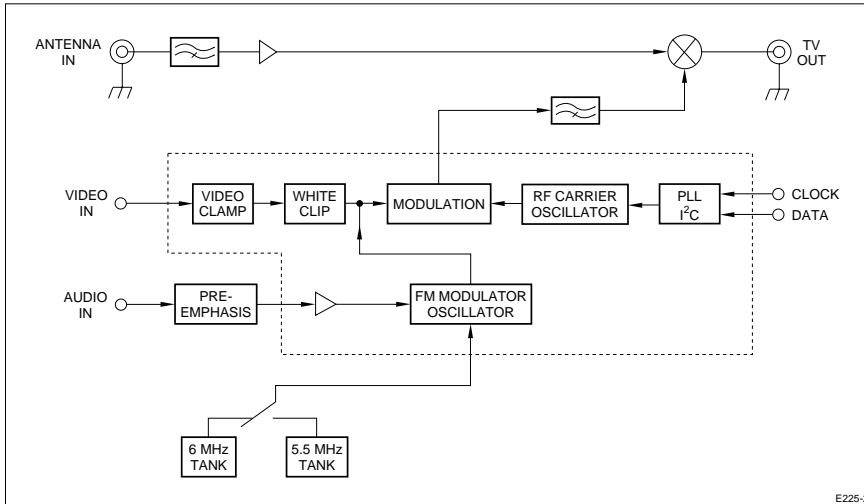 ANTENNA
IN
TV
OUT
VIDEO
IN
VIDEO
CLAMP
WHITE
CLIP
MODULATION
RF CARRIER
OSCILLATOR
PLL
I²C
CLOCK
DATA
AUDIO
IN
PRE-
EMPHASIS
FM MODULATOR
OSCILLATOR
6 MHz
TANK
5.5 MHz
TANK